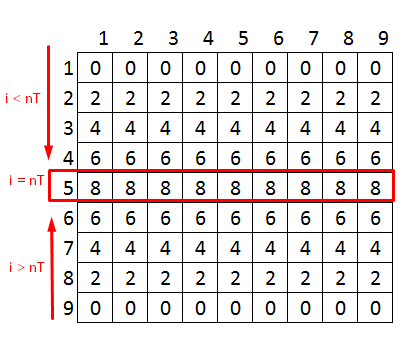 1 2 3 4 5 6 7 8 9
1 0 0 0 0 0 0 0 0 0
i < nT 2 2 2 2 2 2 2 2 2 2
3 4 4 4 4 4 4 4 4 4
4 6 6 6 6 6 6 6 6 6
i = nT 5 8 8 8 8 8 8 8 8 8
6 6 6 6 6 6 6 6 6 6
7 4 4 4 4 4 4 4 4 4
i > nT 8 2 2 2 2 2 2 2 2 2
9 0 0 0 0 0 0 0 0 0